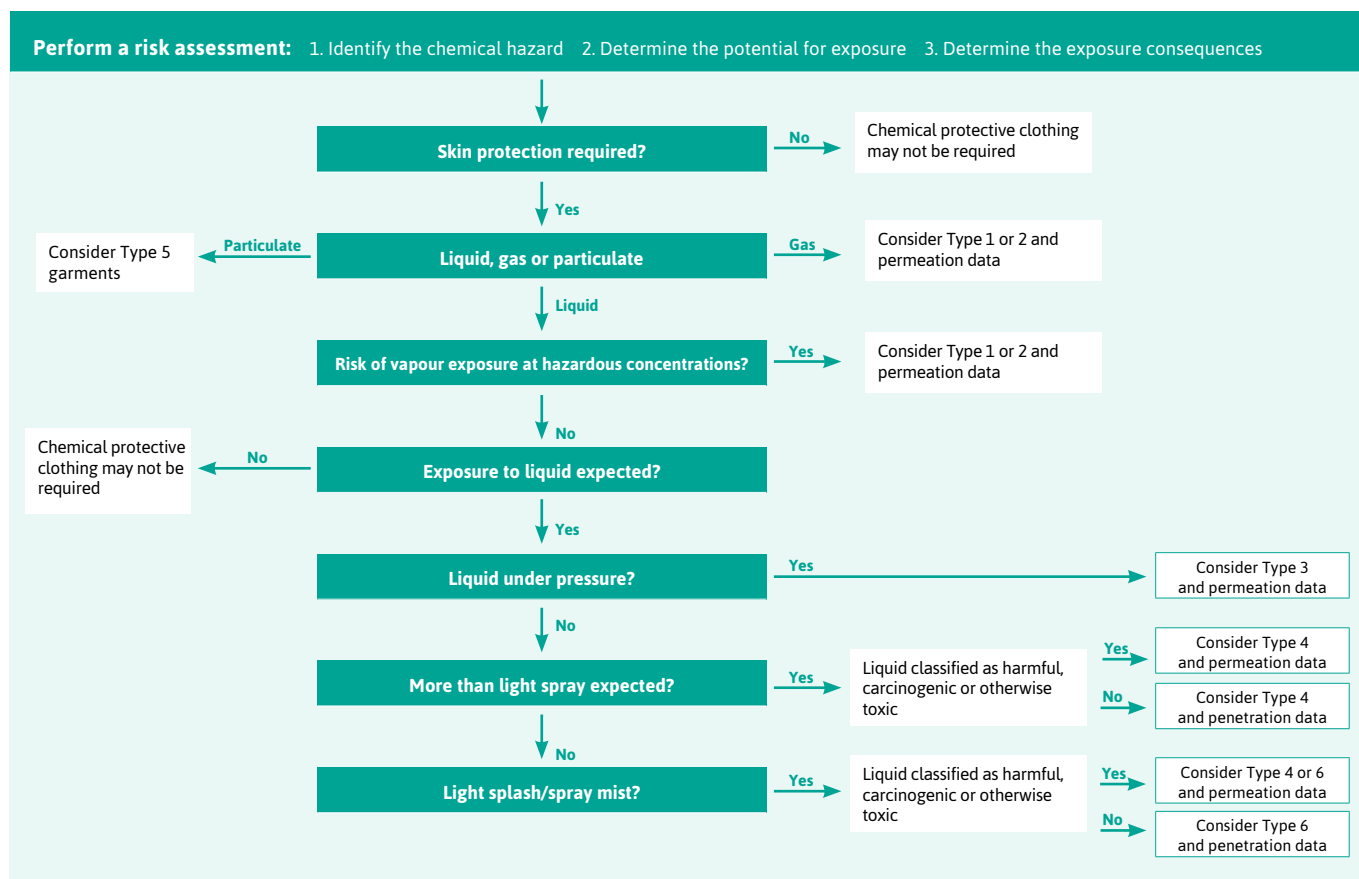 Perform a risk assessment: 1. Identify the chemical hazard 2. Determine the potential for exposure 3. Determine the exposure consequences
Skin protection required?
No
Chemical protective clothing
may not be required
Yes
Consider Type 5
garments
Particulate
Liquid, gas or particulate
Gas
Consider Type 1 or 2 and
permeation data
Liquid
Risk of vapour exposure at hazardous concentrations?
Yes
Consider Type 1 or 2 and
permeation data
No
Chemical protective
clothing may not be
required
No
Exposure to liquid expected?
Yes
Liquid under pressure?
Yes
Consider Type 3
and permeation data
No
More than light spray expected?
Yes
Liquid classified as harmful,
carcinogenic or otherwise
toxic
Yes
Consider Type 4
and permeation data
No
Consider Type 4
and penetration data
No
Light splash/spray mist?
Yes
Liquid classified as harmful,
carcinogenic or otherwise
toxic
Yes
Consider Type 4 or 6
and permeation data
No
Consider Type 6
and penetration data